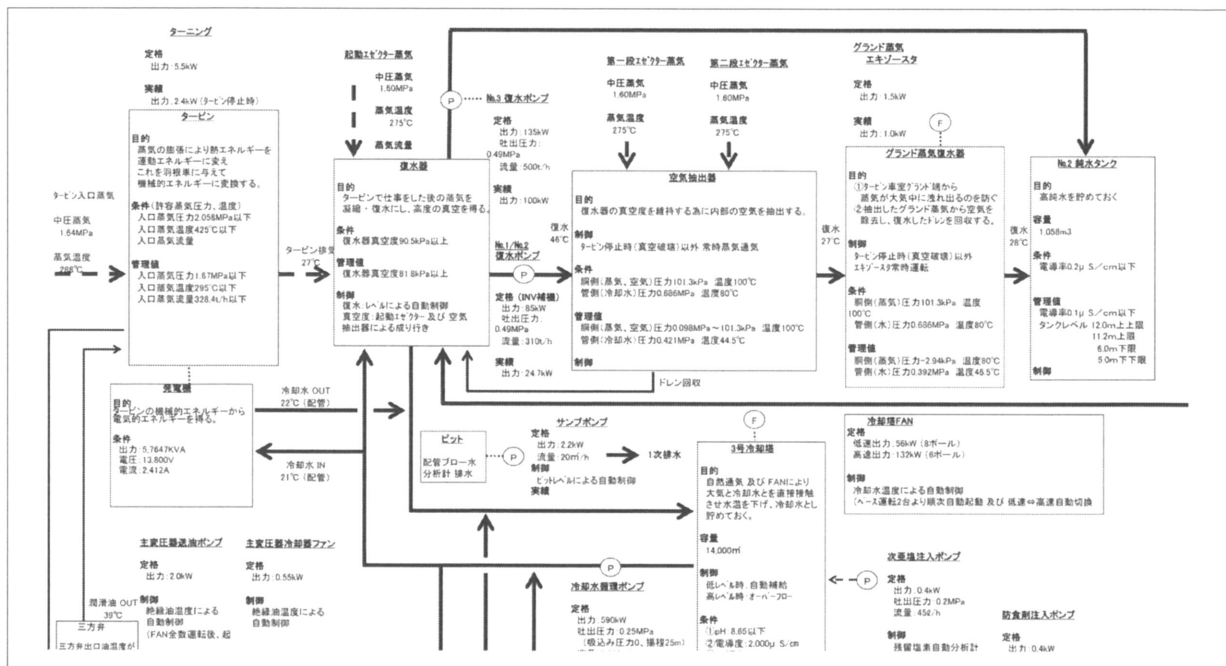 ターニング
定格
出力:5.5kW
実績
出力:2.4kW(タービン停止時)
タービン
目的
蒸気の膨張により熱エネルギーを
運動エネルギーに変え
これを羽根車に与えて
機械的エネルギーに変換する。
条件(許容蒸気圧力、温度)
入口蒸気圧力2.058MPa以下
入口蒸気温度425℃以下
入口蒸気流量
管理値
入口蒸気圧力1.67MPa以下
入口蒸気温度295℃以下
入口蒸気流量328.4t/h以下
タービン入口蒸気
中圧蒸気
1.64MPa
蒸気温度
タービン排気
27℃
起動エゼクター蒸気
中圧蒸気
1.60MPa
蒸気温度
275℃
蒸気流量
復水器
目的
タービンで仕事をした後の蒸気を
凝縮・復水にし、高度の真空を得る。
条件
復水器真空度90.5kPa以上
管理値
復水器真空度81.8kPa以上
制御
復水:レベルによる自動制御
真空度:起動エゼクター 及び 空気
抽出器による成り行き
P
№3 復水ポンプ
定格
出力:135kW
吐出圧力:
0.49MPa
流量:500t/h
実績
出力:100kW
№1/№2
復水ポンプ
P
定格(INV補機)
出力:85kW
吐出圧力:
0.49MPa
流量:310t/h
実績
出力:24.7kW
復水
46℃
第一段エゼクター蒸気
中圧蒸気
1.60MPa
蒸気温度
275℃
第二段エゼクター蒸気
中圧蒸気
1.60MPa
蒸気温度
275℃
空気抽出器
目的
復水器の真空度を維持する為に内部の空気を抽出する。
制御
タービン停止時(真空破壊)以外 常時蒸気通気
条件
胴側(蒸気、空気)圧力101.3kPa 温度100℃
管側(冷却水)圧力0.686MPa 温度80℃
管理値
胴側(蒸気、空気)圧力0.098MPa~101.3kPa 温度100℃
管側(冷却水)圧力0.421MPa 温度44.5℃
制御
ドレン回収
復水
27℃
グランド蒸気
エキゾースタ
定格
出力:1.5kW
実績
出力:1.0kW
F
グランド蒸気復水器
目的
①タービン車室グランド端から
蒸気が大気中に洩れ出るのを防ぐ
②抽出したグランド蒸気から空気を
除去し、復水したドレンを回収する。
制御
タービン停止時(真空破壊)以外
エキゾースタ常時運転
条件
胴側(蒸気)圧力101.3kPa 温度
100℃
管側(水)圧力0.686MPa 温度80℃
管理値
胴側(蒸気)圧力-2.94kPa 温度80℃
管側(水)圧力0.392MPa 温度46.5℃
復水
28℃
№2 純水タンク
目的
高純水を貯めておく
容量
1,058m3
条件
電導率0.2μS/cm以下
管理値
電導率0.1μS/cm以下
タンクレベル 12.0m上上限
11.2m上限
6.0m下限
5.0m下下限
制御
発電機
目的
タービンの機械的エネルギーから
電気的エネルギーを得る。
条件
出力:5,7647KVA
電圧:13,800V
電流:2,412A
冷却水 OUT
22℃(配管)
冷却水 IN
21℃(配管)
ピット
配管ブロー水
分析計 排水
P
サンプポンプ
定格
出力:2.2kW
流量:20㎥/h
制御
ピットレベルによる自動制御
実績
1次排水
F
3号冷却塔
目的
自然通気 及び FANにより
大気と冷却水とを直接接触
させ水温を下げ、冷却水とし
貯めておく。
容量
14,000㎥
制御
低レベル時:自動補給
高レベル時:オーバーフロー
条件
①pH 8.65以下
②電導度:2,000μS/cm
冷却塔FAN
定格
低速出力:56kW(8ポール)
高速出力:132kW(6ポール)
制御
冷却水温度による自動制御
(ベース運転2台より順次自動起動 及び 低速⇔高速自動切換
主変圧器送油ポンプ
定格
出力:2.0kW
制御
絶縁油温度による
自動制御
(FAN全数運転後、起
主変圧器冷却器ファン
定格
出力:0.55kW
制御
絶縁油温度による
自動制御
潤滑油 OUT
39℃
三方弁
三方弁出口油温度が
P
冷却水循環ポンプ
定格
出力:590kW
吐出圧力:0.25MPa
(吸込み圧力0、揚程25m)
P
次亜塩注入ポンプ
定格
出力:0.4kW
吐出圧力:0.2MPa
流量:45ℓ/h
制御
残留塩素自動分析計
防食剤注入ポンプ
定格
出力:0.4kW